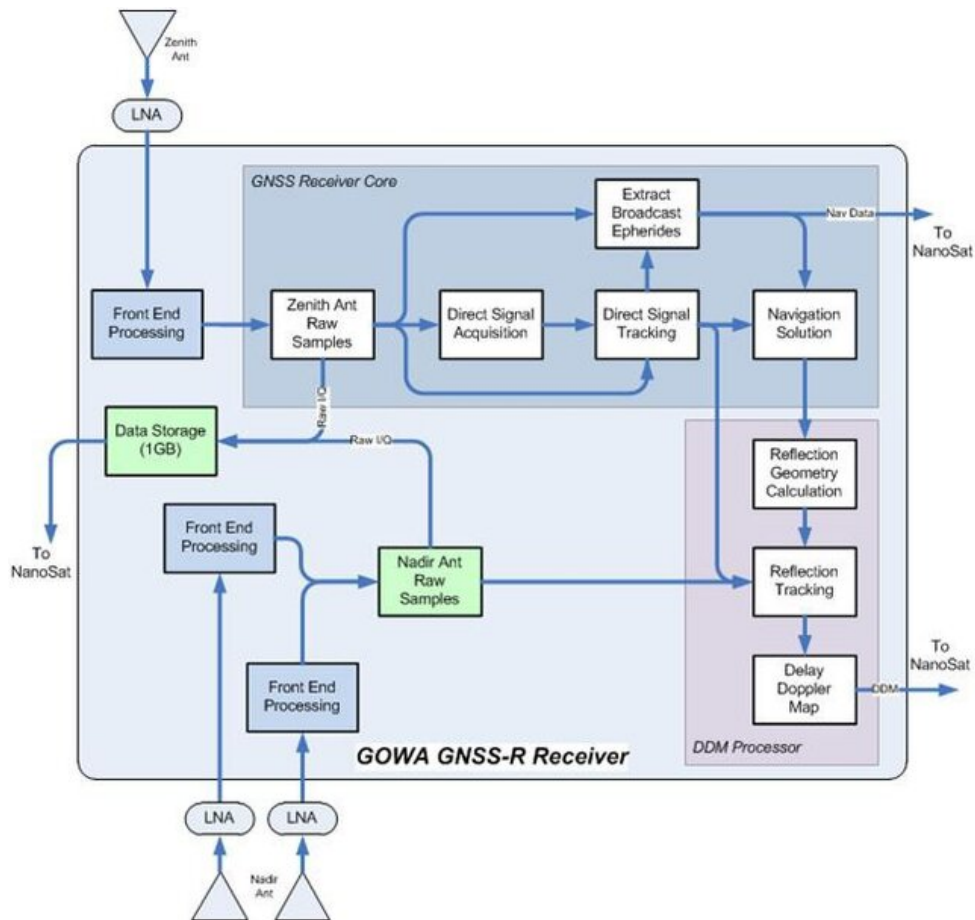 Zenith
Ant
LNA
GNSS Receiver Core
Extract
Broadcast
Epherides
Nav Data
To
NanoSat
Front End
Processing
Zenith Ant
Raw
Samples
Direct Signal
Acquisition
Direct Signal
Tracking
Navigation
Solution
Raw I/Q
Data Storage
(1GB)
Raw I/Q
Reflection
Geometry
Calculation
To
NanoSat
Front End
Processing
Nadir Ant
Raw
Samples
Reflection
Tracking
Front End
Processing
Delay
Doppler
Map
DDM
To
NanoSat
DDM Processor
GOWA GNSS-R Receiver
LNA
LNA
Nadir
Ant